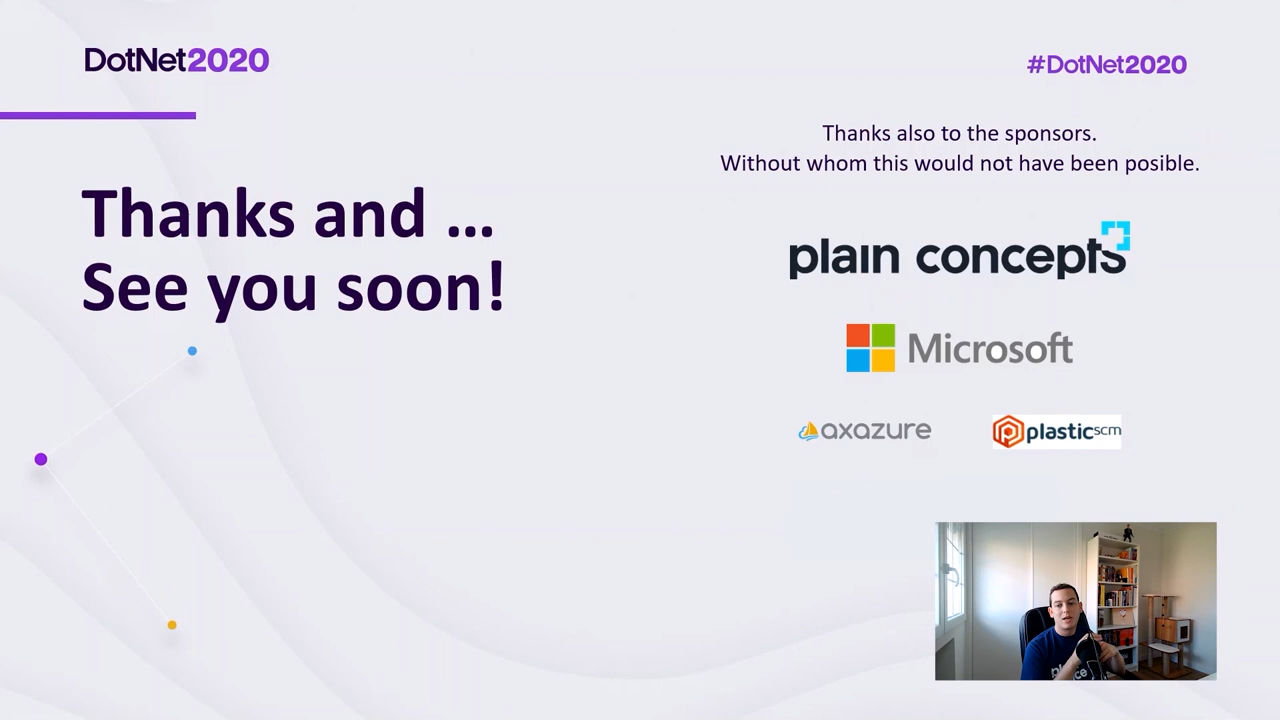 DotNet2020
#DotNet2020
Thanks and ...
See you soon!
Thanks also to the sponsors.
Without whom this would not have been posible.
plain concepts
Microsoft
axazure
plasticscm